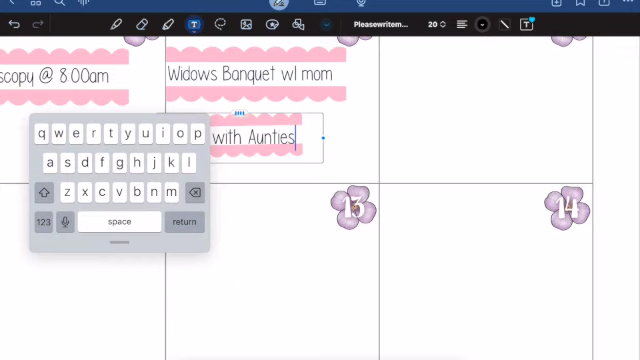 Pleasewritem... 20
scopy @ 8:00am
Widows Banquet w| mom
with Aunties
q w e r t y u i o p
a s d f g h j k l
z x c v b n m
123 space return
13
14